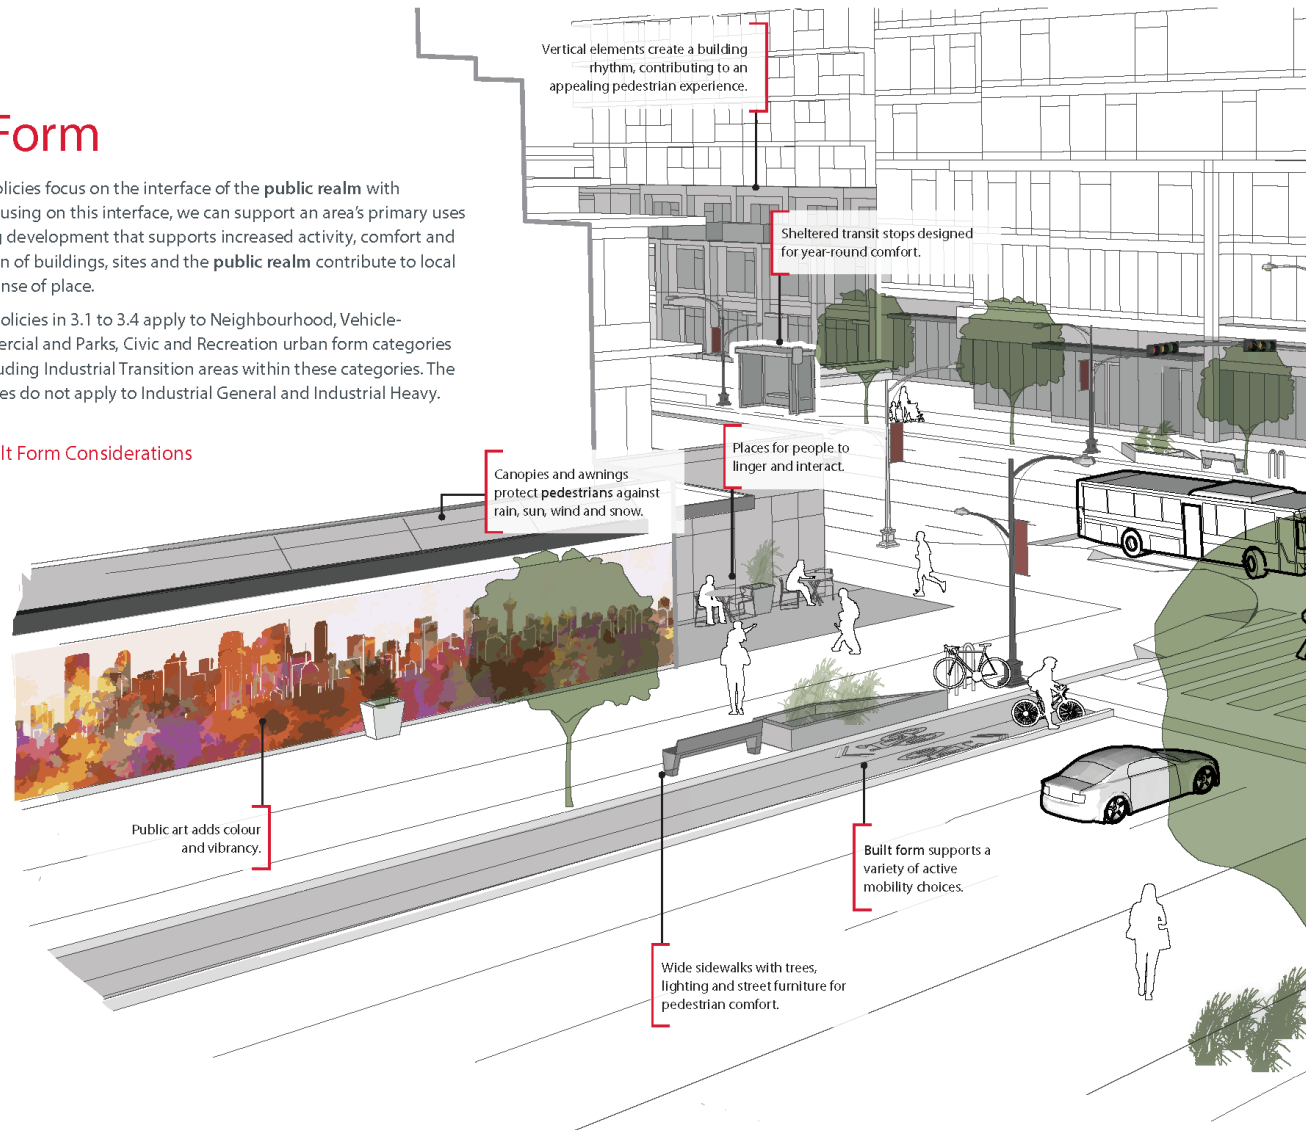 Form
olicies focus on the interface of the public realm with
using on this interface, we can support an area's primary uses
g development that supports increased activity, comfort and
n of buildings, sites and the public realm contribute to local
nse of place.
olicies in 3.1 to 3.4 apply to Neighbourhood, Vehicle-
ercial and Parks, Civic and Recreation urban form categories
uding Industrial Transition areas within these categories. The
es do not apply to Industrial General and Industrial Heavy.
lt Form Considerations
Vertical elements create a building
rhythm, contributing to an
appealing pedestrian experience.
Sheltered transit stops designed
for year-round comfort.
Places for people to
linger and interact.
Canopies and awnings
protect pedestrians against
rain, sun, wind and snow.
Public art adds colour
and vibrancy.
Built form supports a
variety of active
mobility choices.
Wide sidewalks with trees,
lighting and street furniture for
pedestrian comfort.